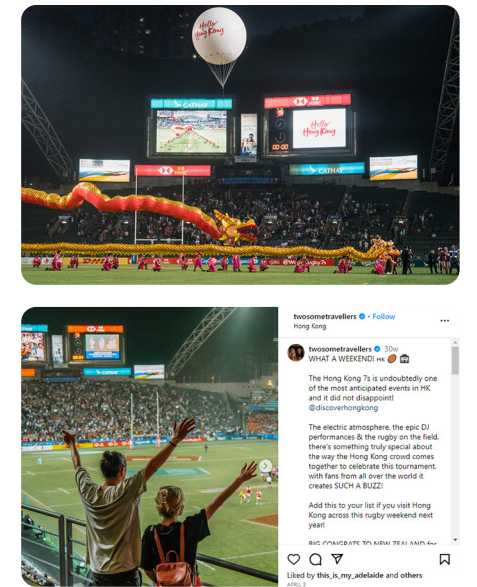 Hello
Hong Kong
CATHAY
HSBC
Hello
Hong Kong
00:00
HSBC
CATHAY
twosometravellers • Follow
Hong Kong
twosometravellers 30w
WHAT A WEEKEND! HK 🏉 🏟
The Hong Kong 7s is undoubtedly one
of the most anticipated events in HK
and it did not disappoint!
@discoverhongkong
The electric atmosphere, the epic DJ
performances & the rugby on the field,
there's something truly special about
the way the Hong Kong crowd comes
together to celebrate this tournament,
with fans from all over the world it
creates SUCH A BUZZ!
Add this to your list if you visit Hong
Kong across this rugby weekend next
year!
BIG CONGRATS TO NEW ZEALAND for
Liked by this_is_my_adelaide and others
APRIL 3